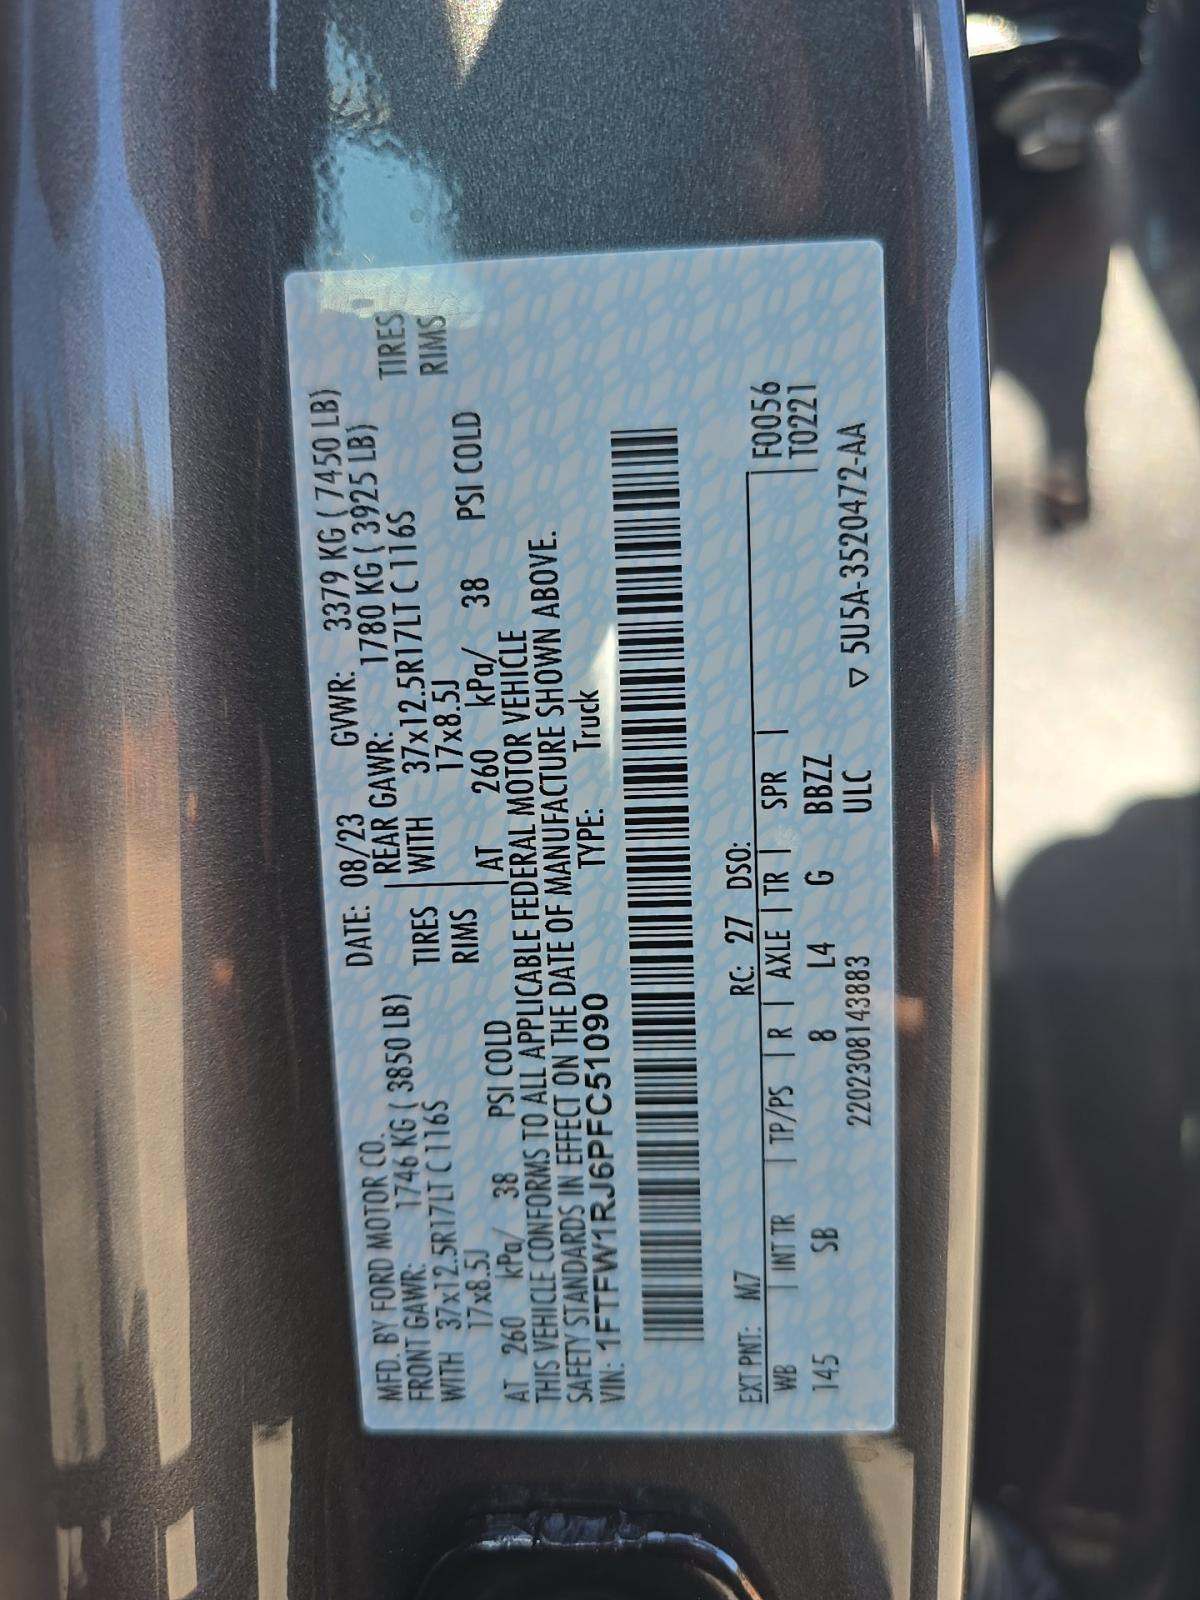 MFD. BY FORD MOTOR CO. DATE: 08/23 GVWR: 3379 KG ( 7450 LB)
FRONT GAWR: 1746 KG ( 3850 LB) REAR GAWR: 1780 KG ( 3925 LB)
WITH 37x12.5R17LT C 116S TIRES WITH 37x12.5R17LT C 116S TIRES
17x8.5J RIMS 17x8.5J RIMS
AT 260 kPa/ 38 PSI COLD AT 260 kPa/ 38 PSI COLD
THIS VEHICLE CONFORMS TO ALL APPLICABLE FEDERAL MOTOR VEHICLE
SAFETY STANDARDS IN EFFECT ON THE DATE OF MANUFACTURE SHOWN ABOVE.
VIN: 1FTFW1RJ6PFC51090 TYPE: Truck
EXT PNT: M7 RC: 27 DSO:
WB | INT TR | TP/PS | R | AXLE | TR | SPR | F0056
145 SB 8 L4 G BBZZ T0221
2202308143883 ULC ▽ 5U5A-3520472-AA